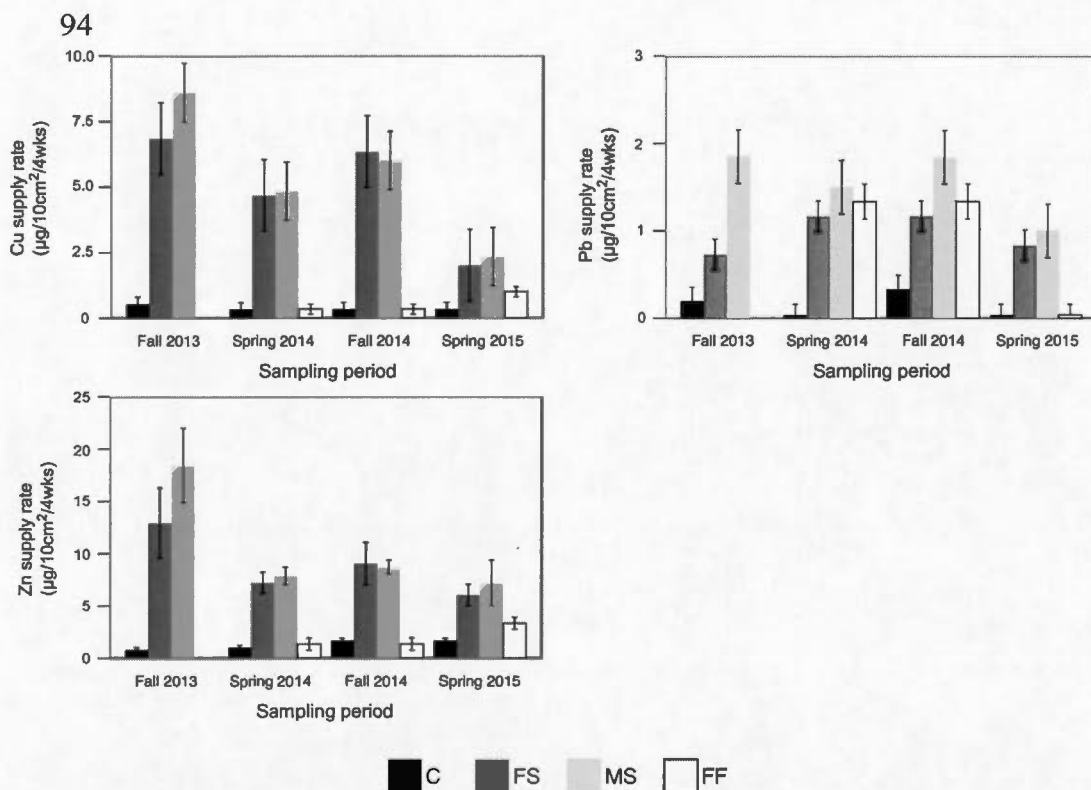 94
Cu supply rate
(µg/10cm²/4wks)
10.0
7.5
5.0
2.5
0
Fall 2013 Spring 2014 Fall 2014 Spring 2015
Sampling period
Pb supply rate
(µg/10cm²/4wks)
3
2
1
0
Fall 2013 Spring 2014 Fall 2014 Spring 2015
Sampling period
Zn supply rate
(µg/10cm²/4wks)
25
20
15
10
5
0
Fall 2013 Spring 2014 Fall 2014 Spring 2015
Sampling period
C FS MS FF